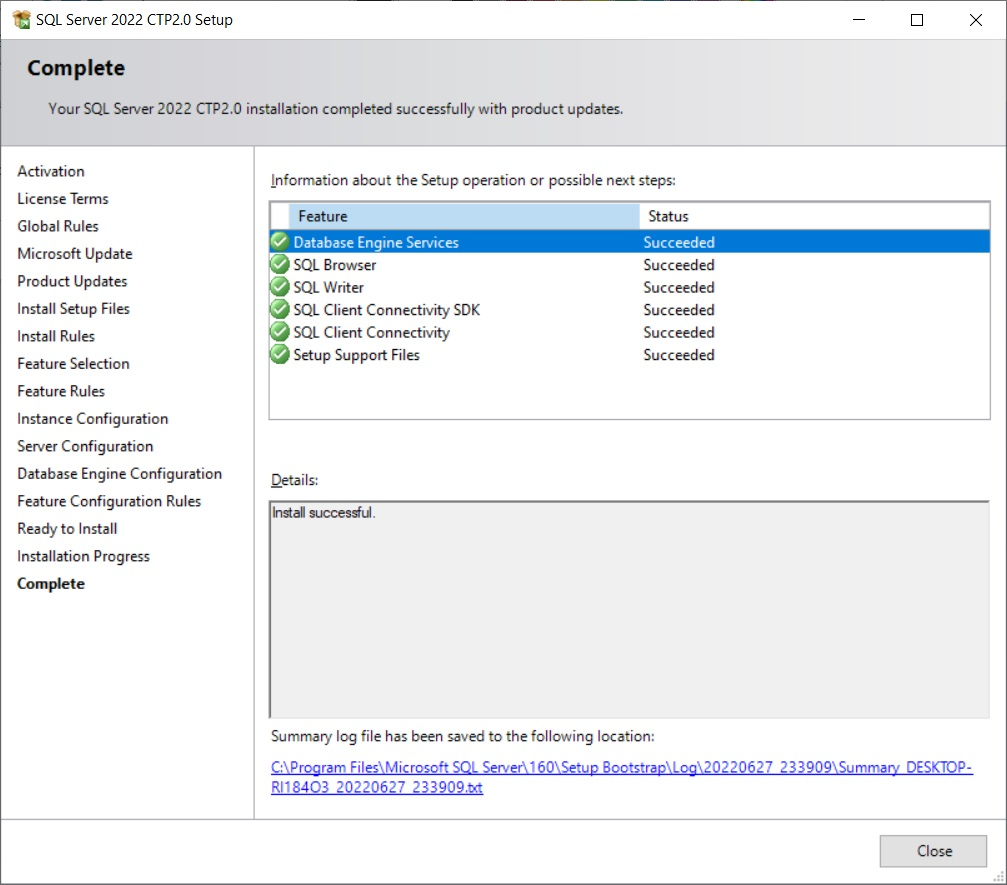 SQL Server 2022 CTP2.0 Setup
Complete
Your SQL Server 2022 CTP2.0 installation completed successfully with product updates.
Activation
License Terms
Global Rules
Microsoft Update
Product Updates
Install Setup Files
Install Rules
Feature Selection
Feature Rules
Instance Configuration
Server Configuration
Database Engine Configuration
Feature Configuration Rules
Ready to Install
Installation Progress
Complete
Information about the Setup operation or possible next steps:
Feature Status
Database Engine Services Succeeded
SQL Browser Succeeded
SQL Writer Succeeded
SQL Client Connectivity SDK Succeeded
SQL Client Connectivity Succeeded
Setup Support Files Succeeded
Details:
Install successful.
Summary log file has been saved to the following location:
C:\Program Files\Microsoft SQL Server\160\Setup Bootstrap\Log\20220627_233909\Summary_DESKTOP-
RI184O3_20220627_233909.txt
Close